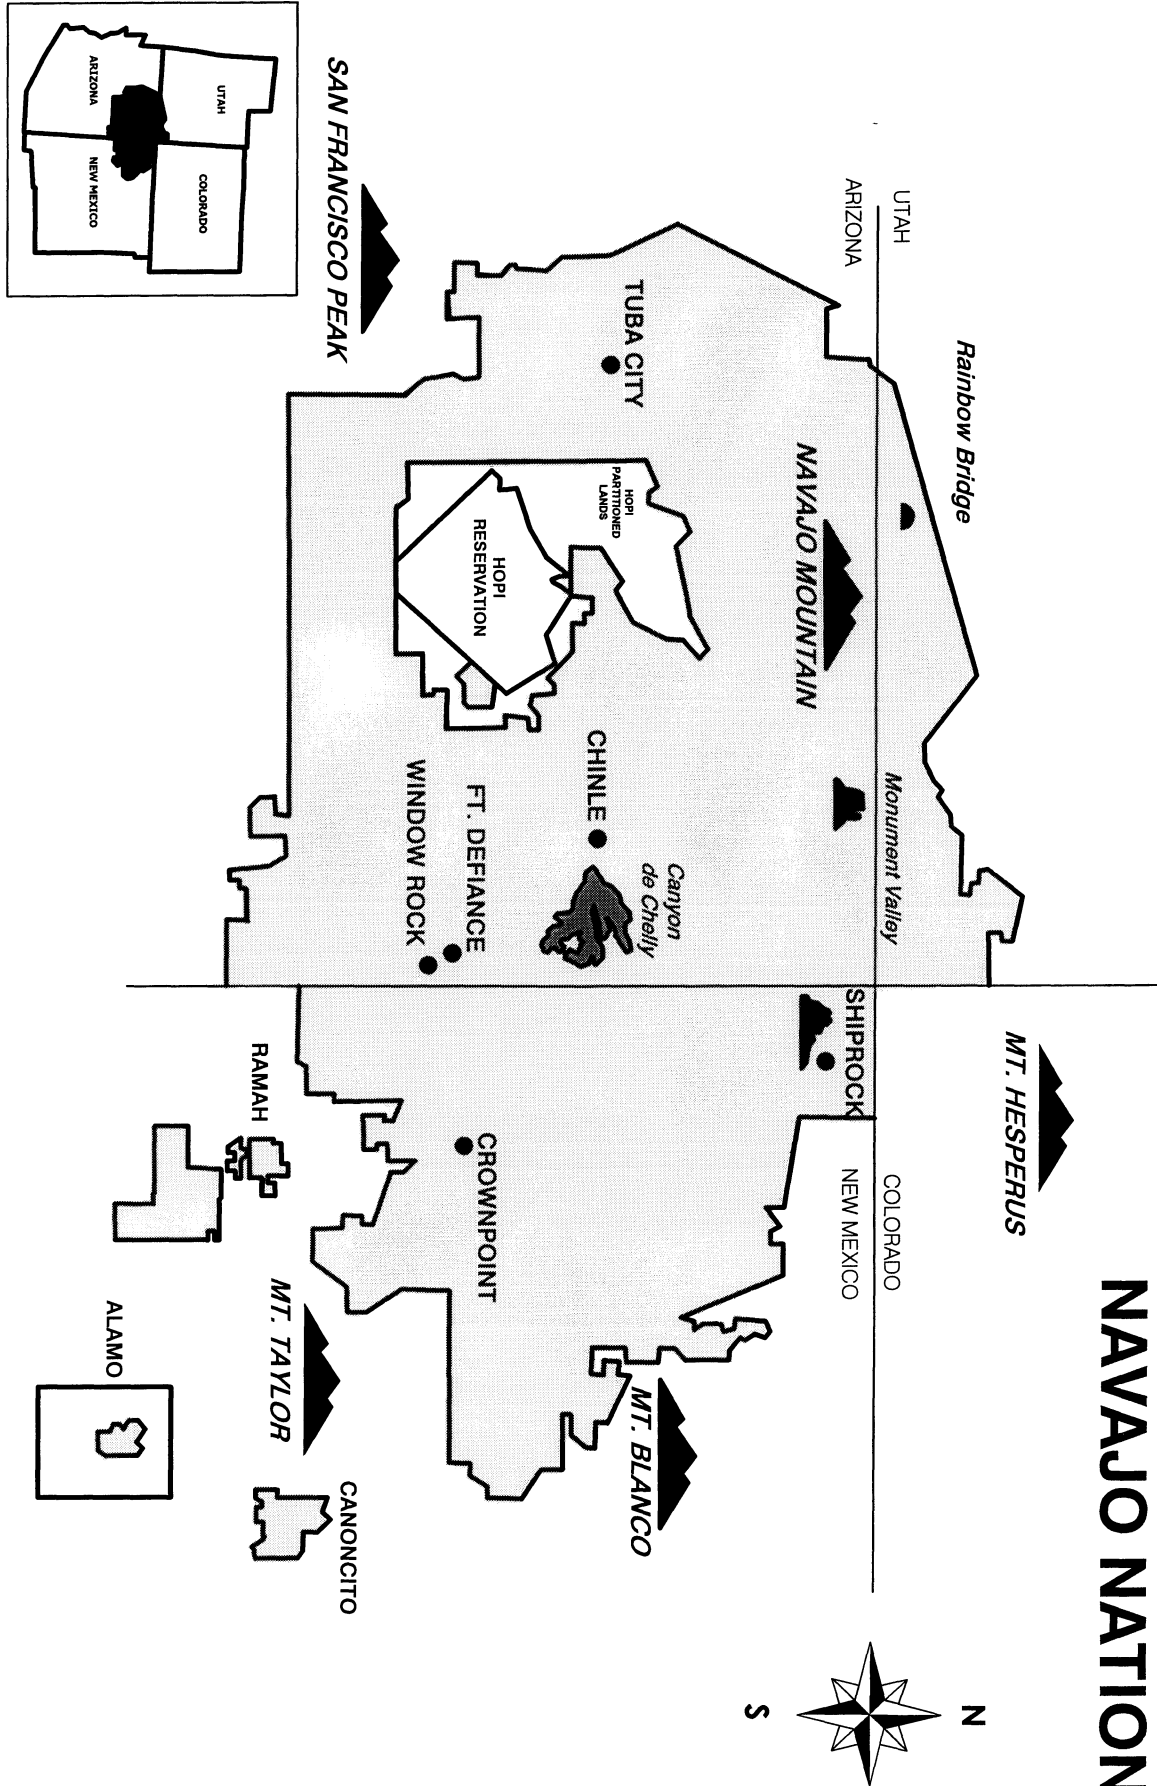 NAVAJO NATION
N
S
MT. HESPERUS
Rainbow Bridge
UTAH
ARIZONA
COLORADO
NEW MEXICO
Monument Valley
NAVAJO MOUNTAIN
SHIPROCK
TUBA CITY
HOPI
PARTITIONED
LANDS
HOPI
RESERVATION
CHINLE
Canyon
de Chelly
MT. BLANCO
FT. DEFIANCE
WINDOW ROCK
CROWNPOINT
SAN FRANCISCO PEAK
CANONCITO
MT. TAYLOR
RAMAH
ALAMO
UTAH
COLORADO
ARIZONA
NEW MEXICO